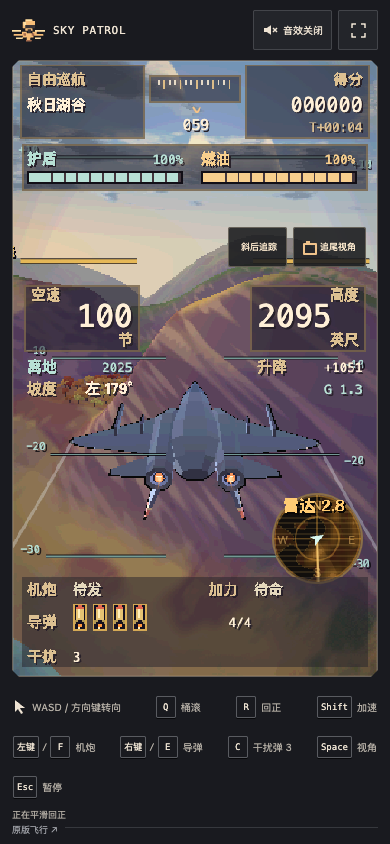 SKY PATROL
音效关闭
自由巡航
秋日湖谷
059
得分
000000
T+00:04
护盾 100%
燃油 100%
斜后追踪
追尾视角
空速
100
节
高度
2095
英尺
-10
离地 2025
升降 +1051
坡度 左 179°
G 1.3
-20 -20
雷达 2.8
N
W E
S
-30 -30
机炮 待发
加力 待命
导弹 4/4
干扰 3
WASD / 方向键转向
Q 桶滚
R 回正
Shift 加速
左键 / F 机炮
右键 / E 导弹
C 干扰弹 3
Space 视角
Esc 暂停
正在平滑回正
原版飞行 ↗